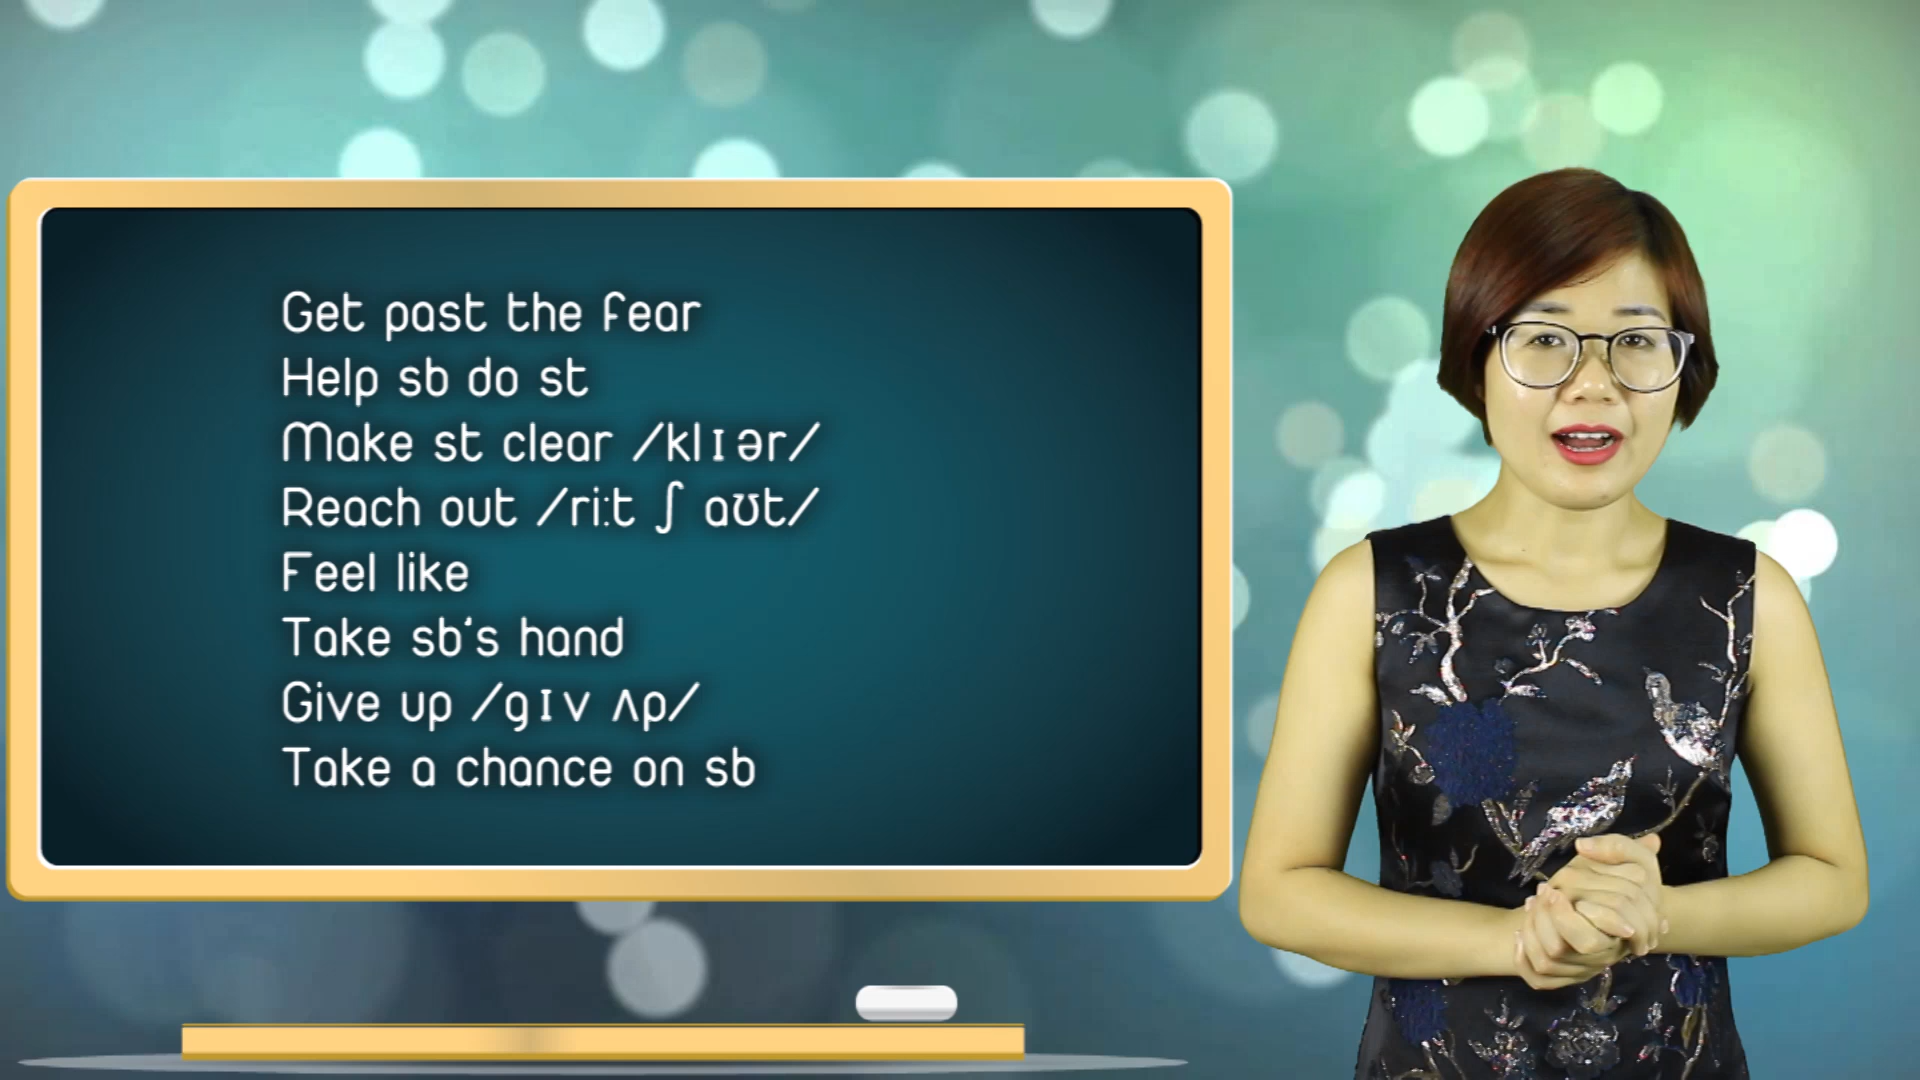 Get past the fear
Help sb do st
Make st clear /klɪər/
Reach out /ri:t ʃ aʊt/
Feel like
Take sb's hand
Give up /gɪv ʌp/
Take a chance on sb